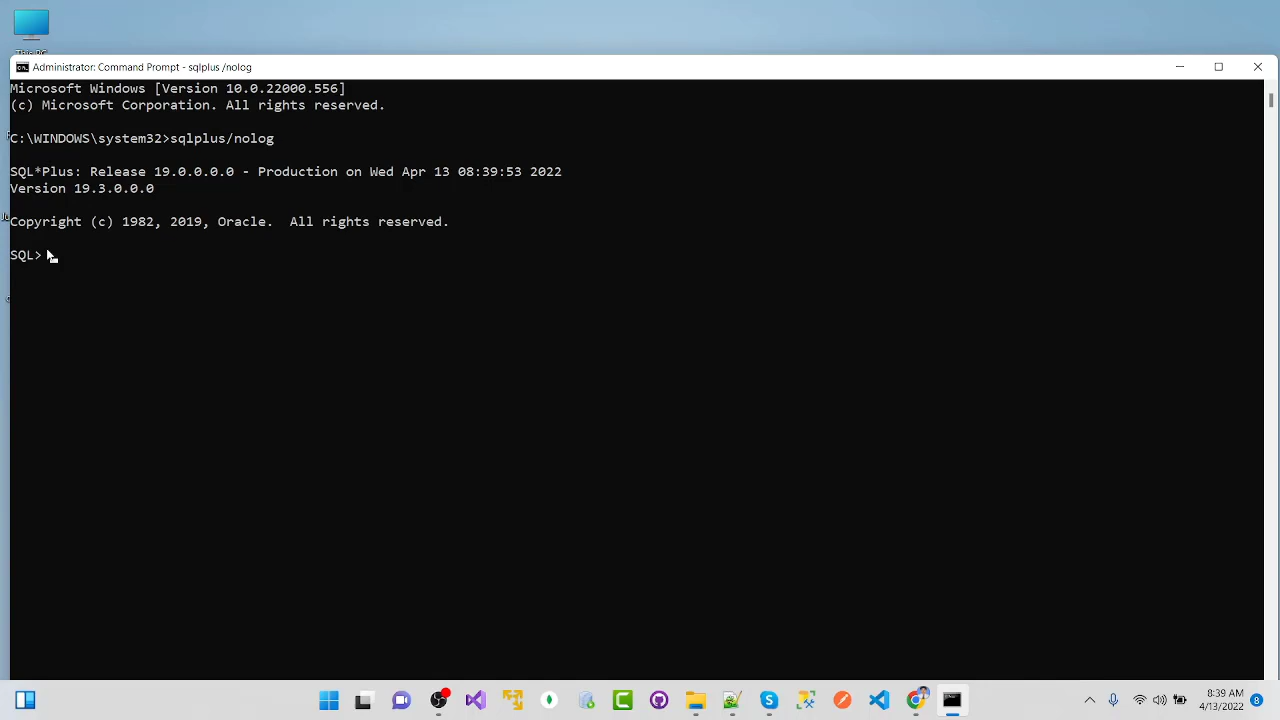 This PC
Administrator: Command Prompt - sqlplus /nolog
Microsoft Windows [Version 10.0.22000.556]
(c) Microsoft Corporation. All rights reserved.
C:\WINDOWS\system32>sqlplus/nolog
SQL*Plus: Release 19.0.0.0.0 - Production on Wed Apr 13 08:39:53 2022
Version 19.3.0.0.0
Copyright (c) 1982, 2019, Oracle.  All rights reserved.
SQL>
8:39 AM
4/13/2022
8